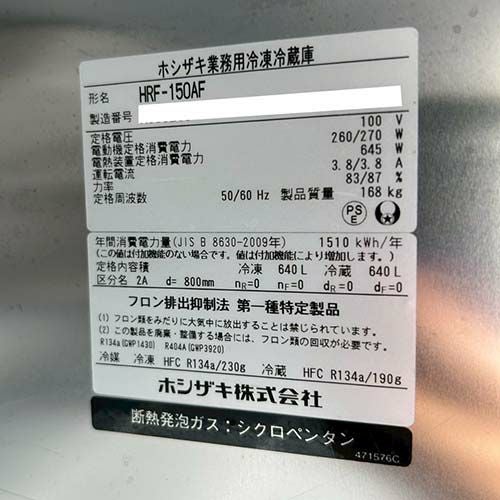 ホシザキ業務用冷凍冷蔵庫
形名 HRF-150AF
製造番号
定格電圧 100 V
電動機定格消費電力 260/270 W
電熱装置定格消費電力 645 W
運転電流 3.8/3.8 A
力率 83/87 %
定格周波数 50/60 Hz 製品質量 168 kg
PS
E
年間消費電力量(JIS B 8630-2009年) 1510 kWh/年
(この値は付加機能のない場合です。値は付加機能により増加します。)
定格内容積 冷凍 640 L 冷蔵 640 L
区分名 2A d= 800mm nR=0 nF=0 dR=0 dF=0
フロン排出抑制法 第一種特定製品
(1) フロン類をみだりに大気中に放出することは禁じられています。
(2) この製品を廃棄・整備する場合には、フロン類の回収が必要です。
R134a(GWP1430) R404A(GWP3920)
冷媒 冷凍 HFC R134a/230g 冷蔵 HFC R134a/190g
ホシザキ株式会社
断熱発泡ガス:シクロペンタン
471576C